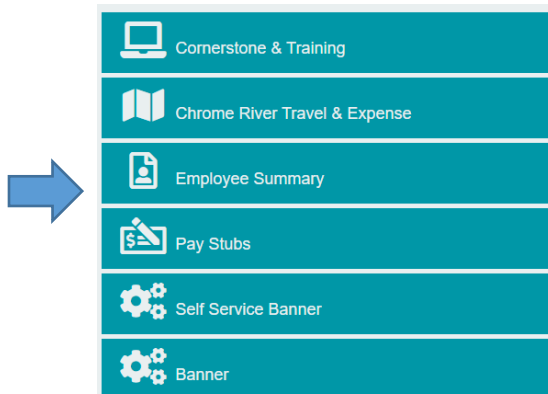 Cornerstone & Training
Chrome River Travel & Expense
Employee Summary
$
Pay Stubs
Self Service Banner
Banner